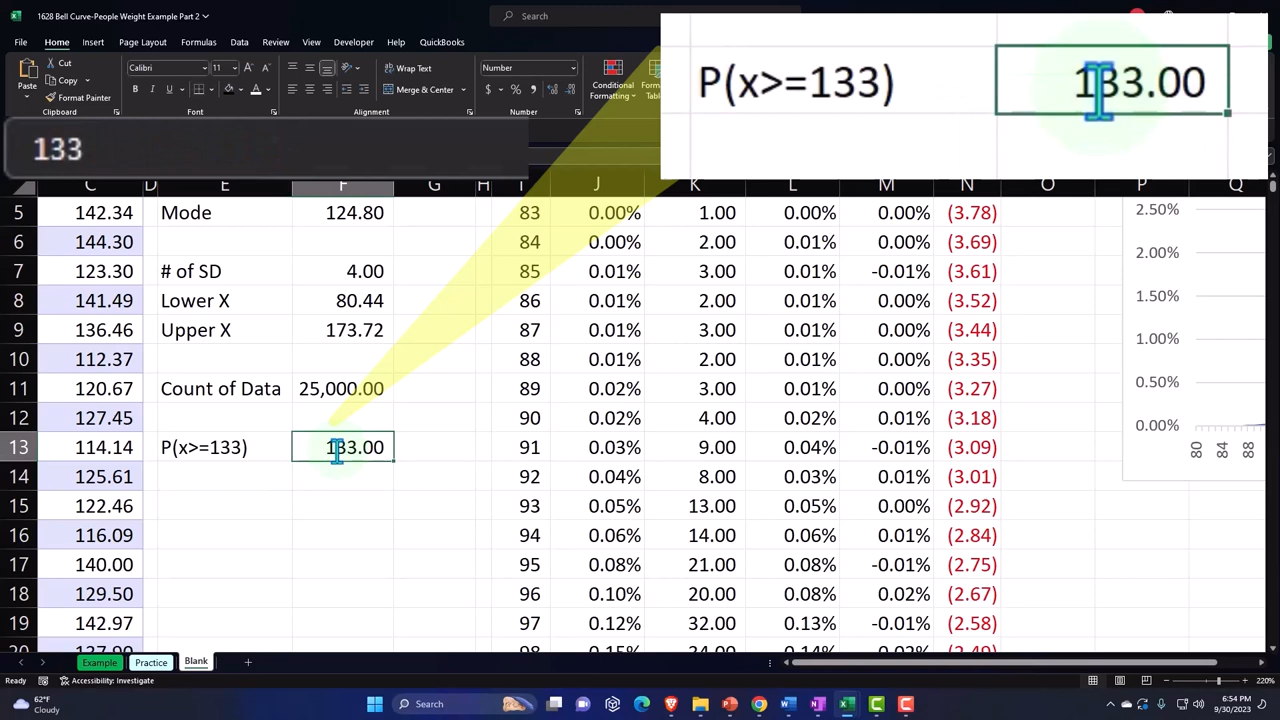 1628 Bell Curve-People Weight Example Part 2
Search
File Home Insert Page Layout Formulas Data Review View Developer Help QuickBooks
Cut
Copy
Format Painter
Paste
Clipboard
Calibri 11
Font
Wrap Text
Merge & Center
Alignment
Number
Number
Conditional Formatting
P(x>=133) 133.00
133
C D E F G H I J K L M N O P Q
5 142.34 Mode 124.80 83 0.00% 1.00 0.00% 0.00% (3.78)
6 144.30 84 0.00% 2.00 0.01% 0.00% (3.69)
7 123.30 # of SD 4.00 85 0.01% 3.00 0.01% -0.01% (3.61)
8 141.49 Lower X 80.44 86 0.01% 2.00 0.01% 0.00% (3.52)
9 136.46 Upper X 173.72 87 0.01% 3.00 0.01% 0.00% (3.44)
10 112.37 88 0.01% 2.00 0.01% 0.00% (3.35)
11 120.67 Count of Data 25,000.00 89 0.02% 3.00 0.01% 0.00% (3.27)
12 127.45 90 0.02% 4.00 0.02% 0.01% (3.18)
13 114.14 P(x>=133) 133.00 91 0.03% 9.00 0.04% -0.01% (3.09)
14 125.61 92 0.04% 8.00 0.03% 0.01% (3.01)
15 122.46 93 0.05% 13.00 0.05% 0.00% (2.92)
16 116.09 94 0.06% 14.00 0.06% 0.01% (2.84)
17 140.00 95 0.08% 21.00 0.08% -0.01% (2.75)
18 129.50 96 0.10% 20.00 0.08% 0.02% (2.67)
19 142.97 97 0.12% 32.00 0.13% -0.01% (2.58)
2.50%
2.00%
1.50%
1.00%
0.50%
0.00%
80 84 88
Example Practice Blank
Ready Accessibility: Investigate 220%
62°F
Cloudy
Search
6:54 PM
9/30/2023